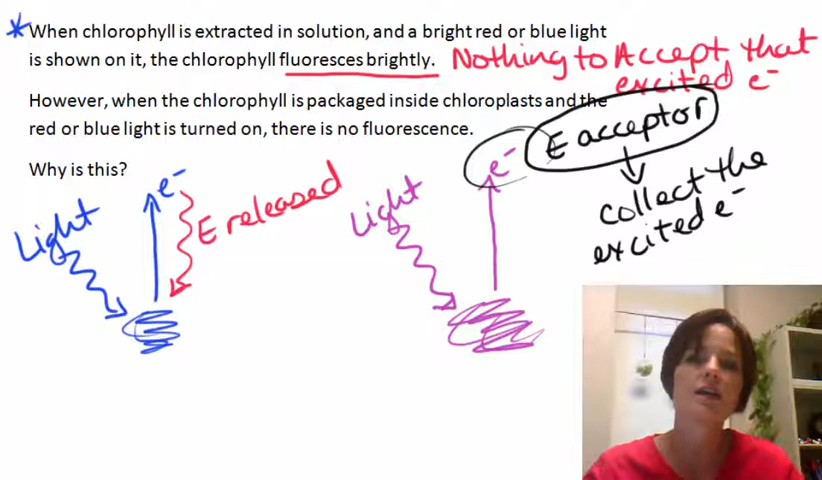 * When chlorophyll is extracted in solution, and a bright red or blue light
is shown on it, the chlorophyll fluoresces brightly. Nothing to Accept that
excited e⁻
However, when the chlorophyll is packaged inside chloroplasts and the
red or blue light is turned on, there is no fluorescence.
E acceptor
Why is this?
e⁻
e⁻
collect the
excited e⁻
Light
E released
Light